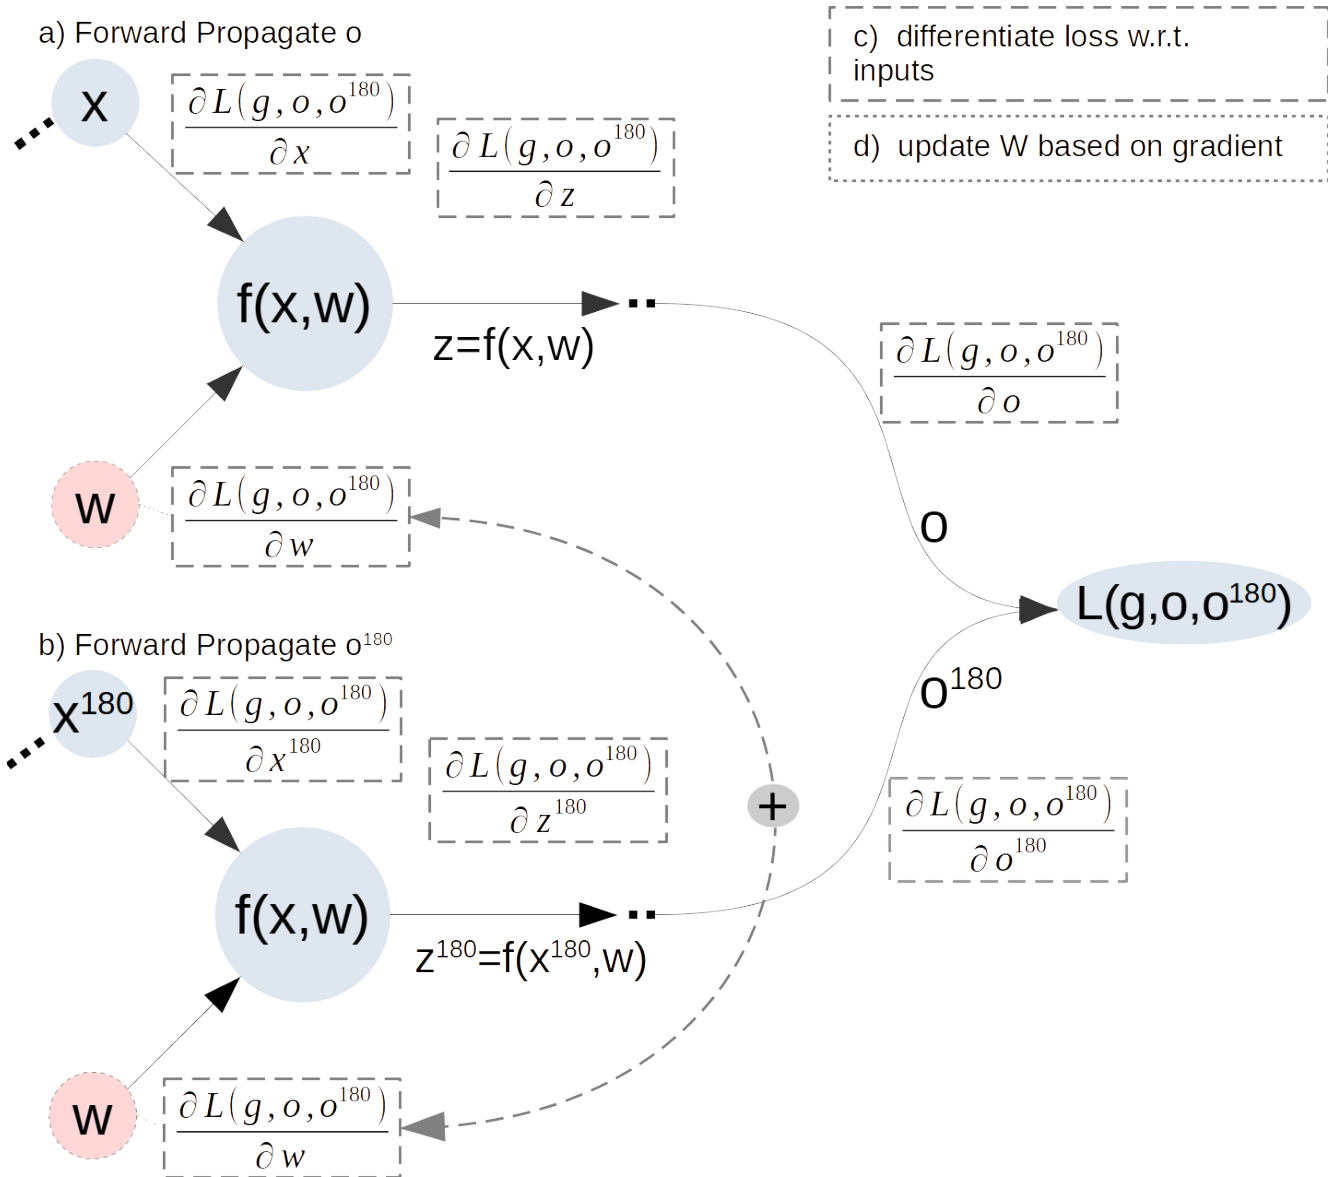 a) Forward Propagate o
c) differentiate loss w.r.t.
inputs
d) update W based on gradient
x
∂L(g,o,o¹⁸⁰)
∂x
∂L(g,o,o¹⁸⁰)
∂z
f(x,w)
z=f(x,w)
∂L(g,o,o¹⁸⁰)
∂o
w
∂L(g,o,o¹⁸⁰)
∂w
o
L(g,o,o¹⁸⁰)
b) Forward Propagate o¹⁸⁰
x¹⁸⁰
∂L(g,o,o¹⁸⁰)
∂x¹⁸⁰
∂L(g,o,o¹⁸⁰)
∂z¹⁸⁰
o¹⁸⁰
+
∂L(g,o,o¹⁸⁰)
∂o¹⁸⁰
f(x,w)
z¹⁸⁰=f(x¹⁸⁰,w)
w
∂L(g,o,o¹⁸⁰)
∂w